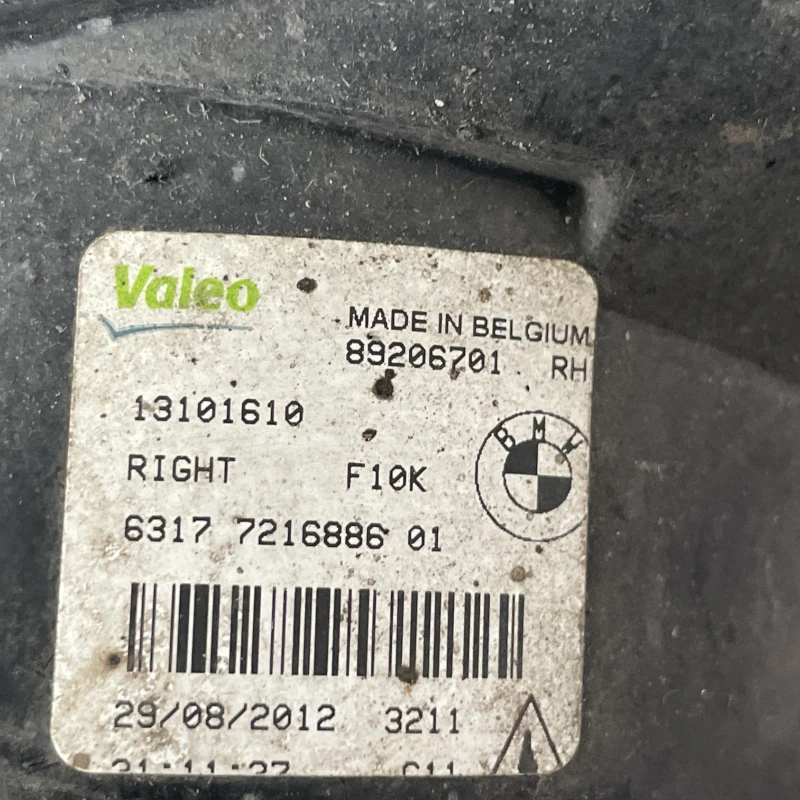 Valeo
MADE IN BELGIUM
89206701 RH
13101610
BMW
RIGHT F10K
6317 7216886 01
29/08/2012 3211